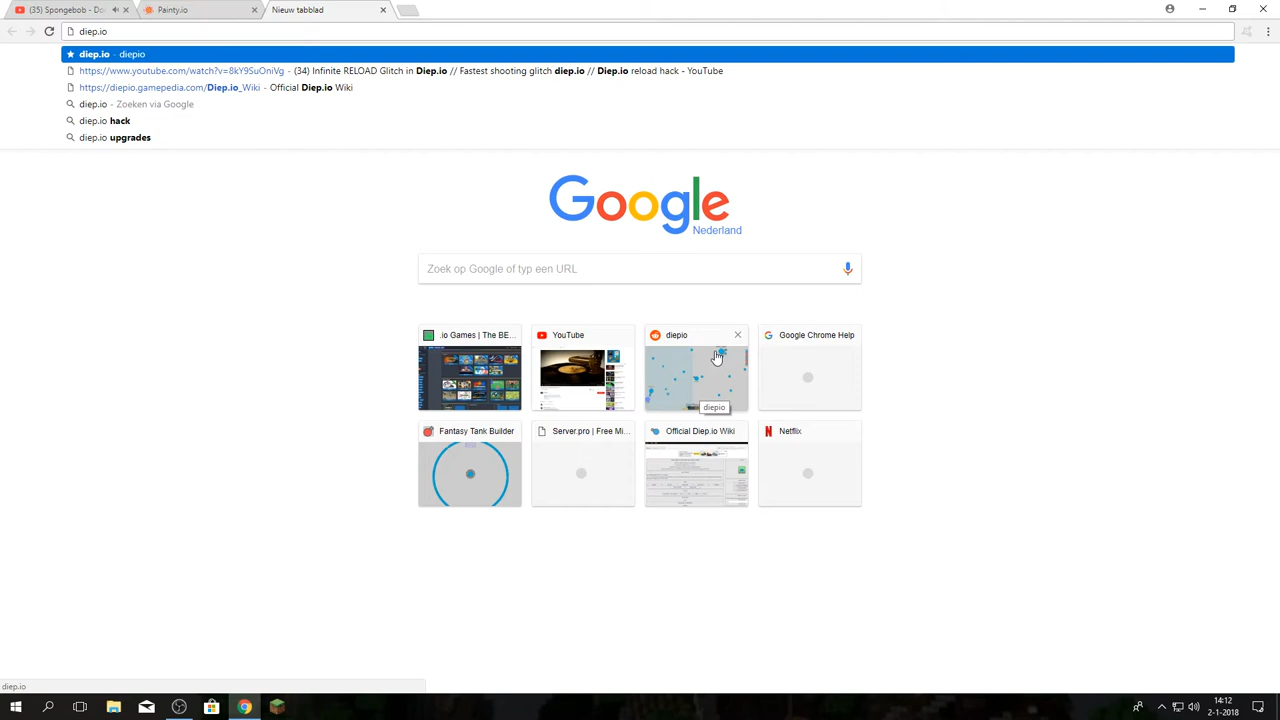 (35) Spongebob - Do
Painty.io
Nieuw tabblad
diep.io
diep.io - diepio
https://www.youtube.com/watch?v=8kY9SuOniVg - (34) Infinite RELOAD Glitch in Diep.io // Fastest shooting glitch diep.io // Diep.io reload hack - YouTube
https://diepio.gamepedia.com/Diep.io_Wiki - Official Diep.io Wiki
diep.io - Zoeken via Google
diep.io hack
diep.io upgrades
Google
Nederland
Zoek op Google of typ een URL
.io Games | The BE...
YouTube
diepio
Google Chrome Help
diepio
Fantasy Tank Builder
Server.pro | Free Mi...
Official Diep.io Wiki
Netflix
diep.io
14:12
2-1-2018